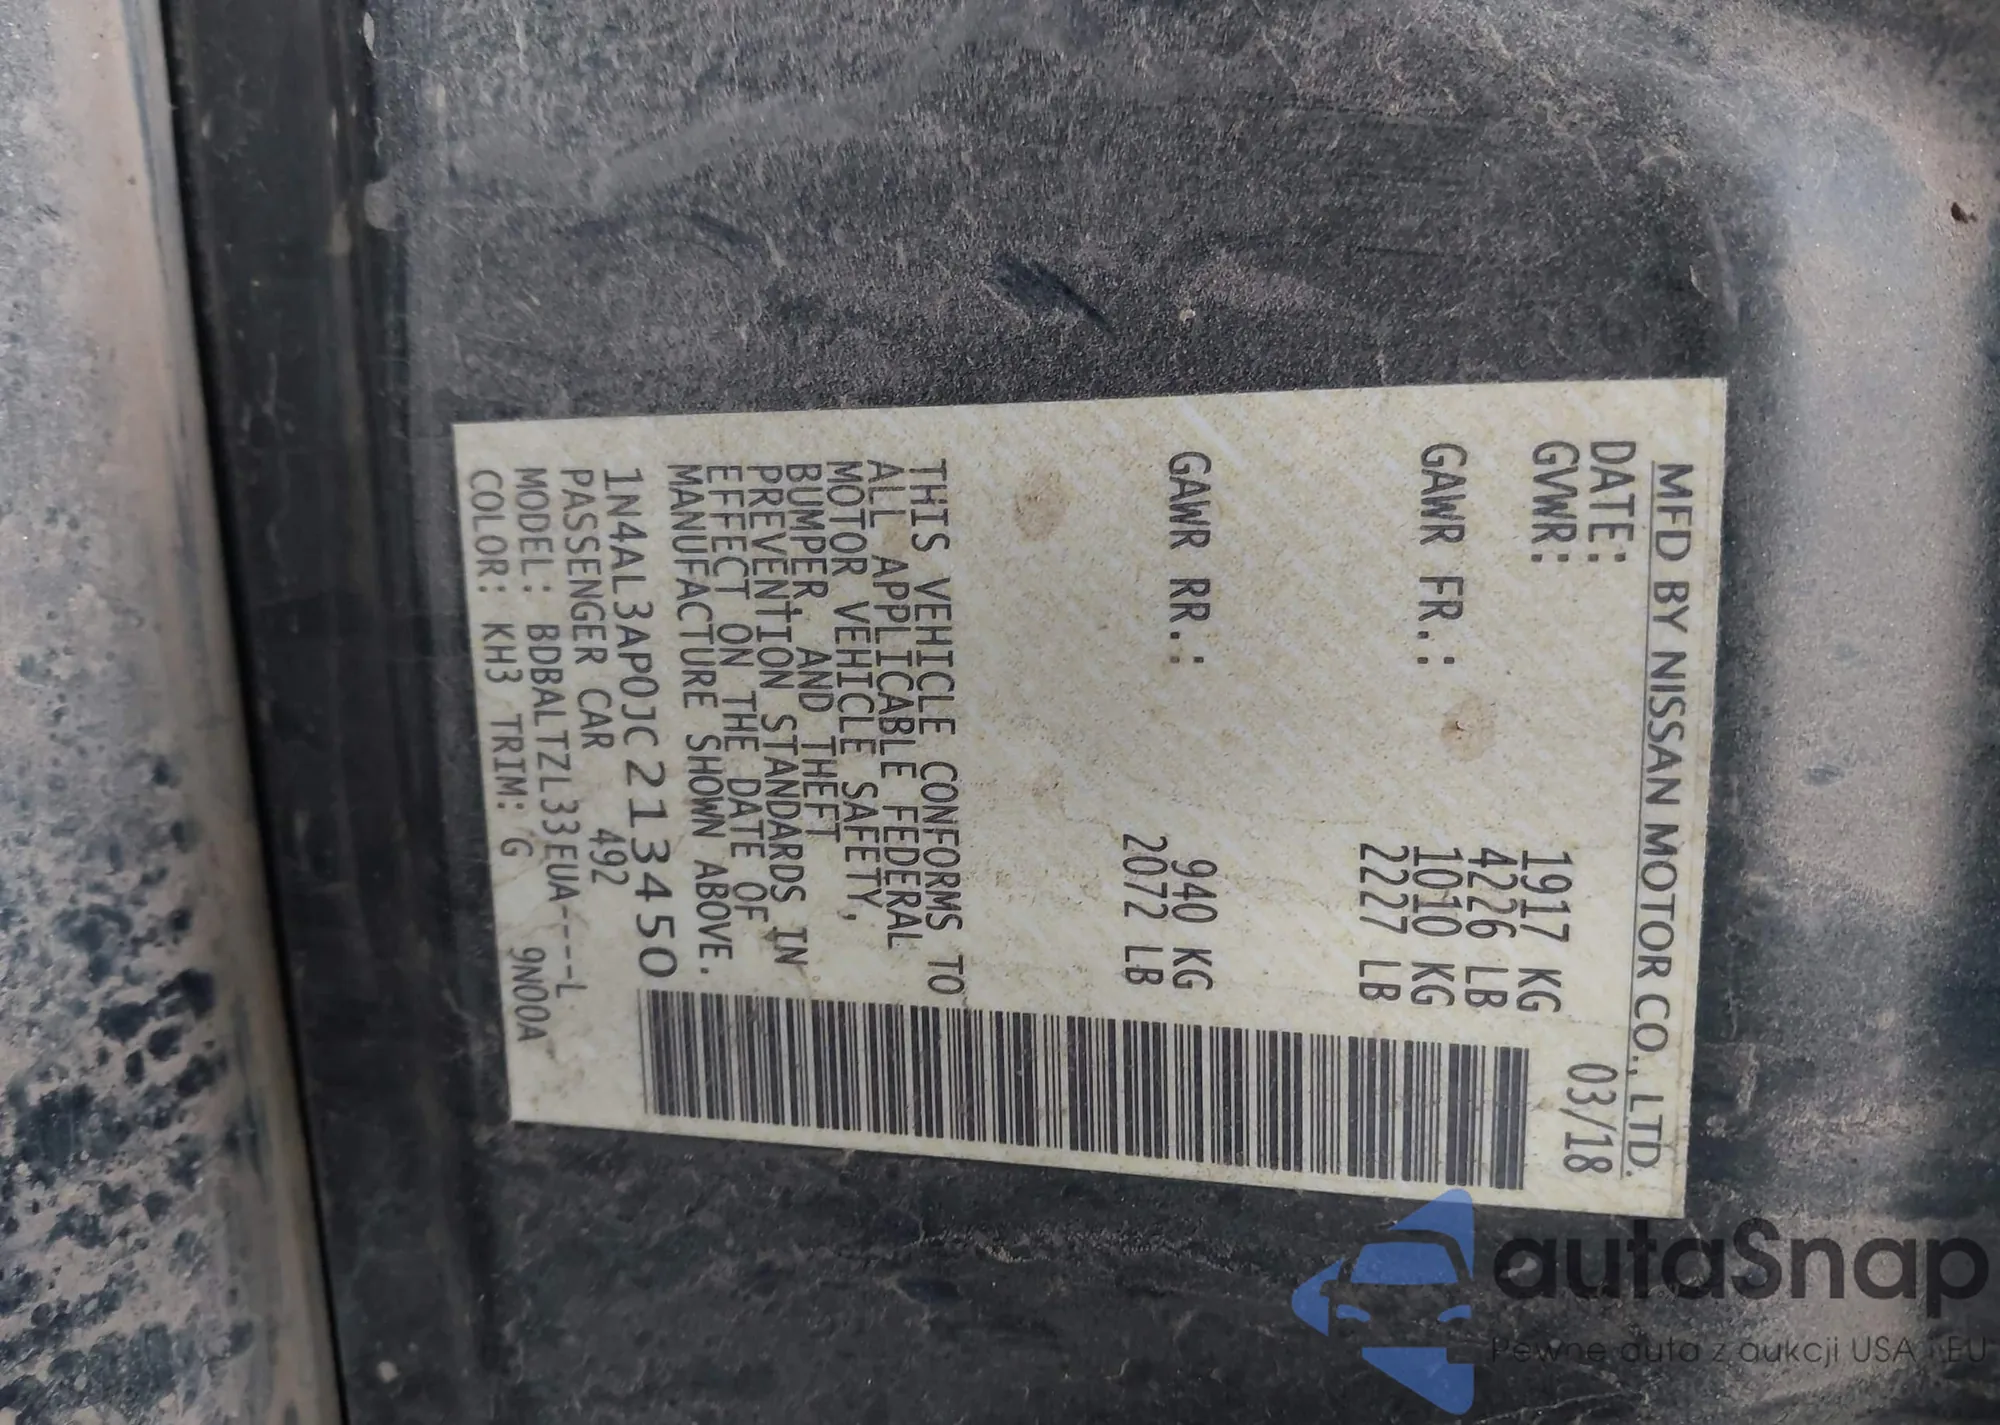 MFD BY NISSAN MOTOR CO., LTD.
DATE: 03/18
GVWR: 1917 KG
4226 LB
GAWR FR.: 1010 KG
2227 LB
GAWR RR.: 940 KG
2072 LB
THIS VEHICLE CONFORMS TO
ALL APPLICABLE FEDERAL
MOTOR VEHICLE SAFETY,
BUMPER, AND THEFT
PREVENTION STANDARDS IN
EFFECT ON THE DATE OF
MANUFACTURE SHOWN ABOVE.
1N4AL3AP0JC213450
PASSENGER CAR 492
MODEL: BDBALTZL33EUA----L
COLOR: KH3 TRIM: G 9N00A
autaSnap
Pewne auta z aukcji USA i EU